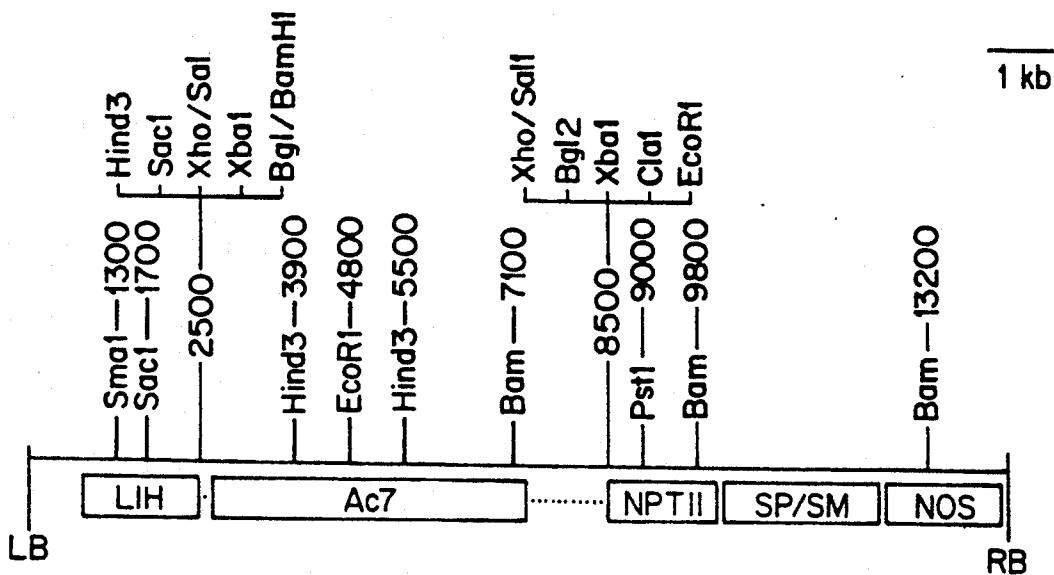 1 kb
Hind3
Sac1
Xho/Sal
Xba1
Bgl/BamH1
Xho/Sal1
Bgl2
Xba1
Cla1
EcoR1
Sma1—1300
Sac1—1700
2500
Hind3—3900
EcoR1—4800
Hind3—5500
Bam—7100
8500
Pst1—9000
Bam—9800
Bam—13200
LIH
Ac7
NPTII
SP/SM
NOS
LB
RB